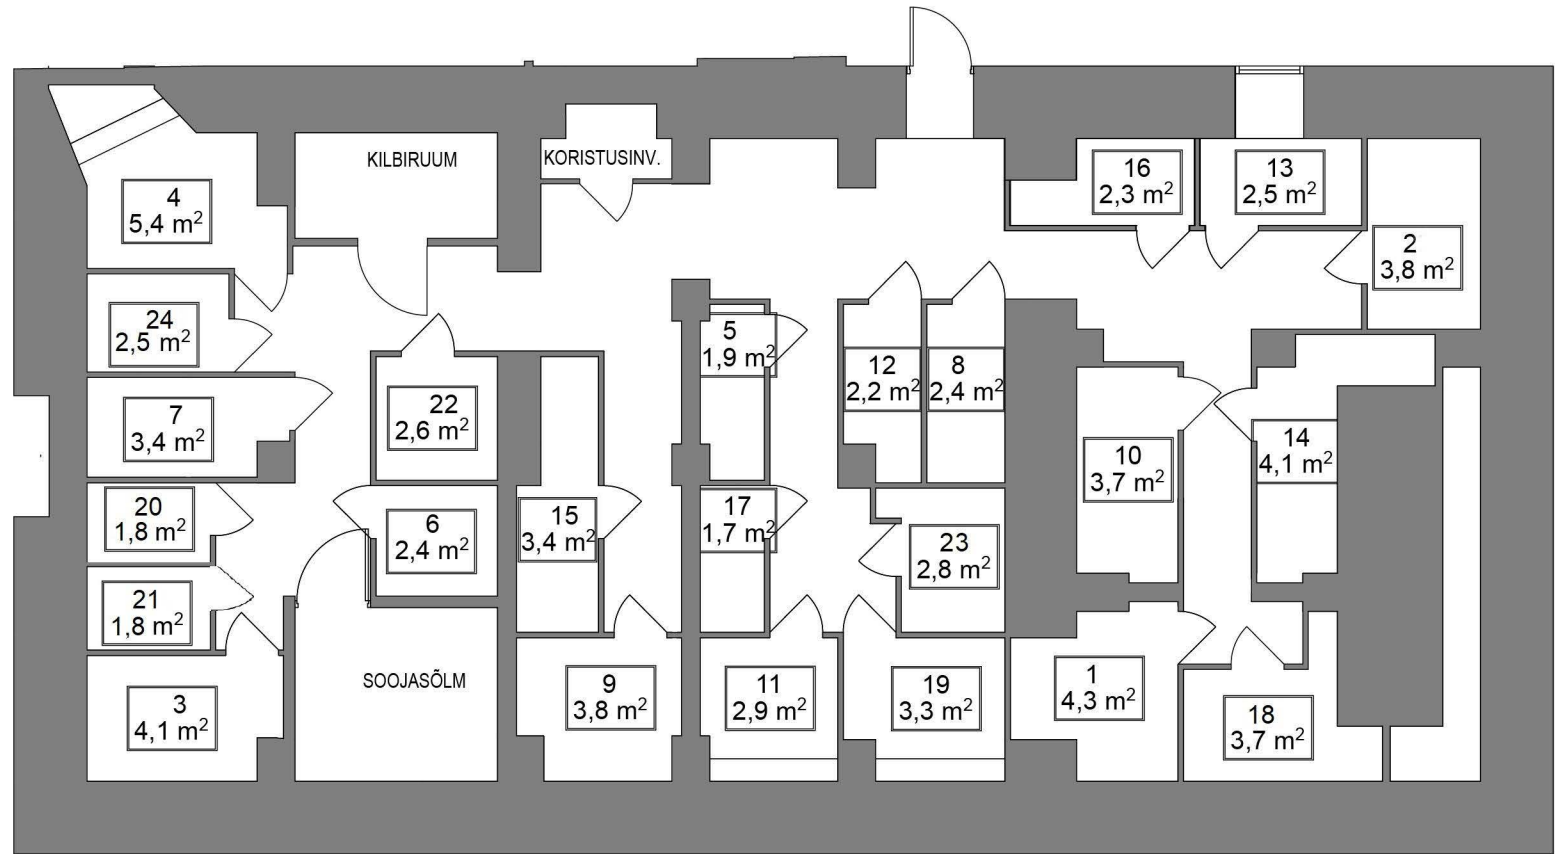 KILBIRUUM
KORISTUSINV.
16
2,3 m²
13
2,5 m²
4
5,4 m²
2
3,8 m²
24
2,5 m²
5
1,9 m²
12
2,2 m²
8
2,4 m²
7
3,4 m²
22
2,6 m²
14
4,1 m²
10
3,7 m²
20
1,8 m²
6
2,4 m²
15
3,4 m²
17
1,7 m²
23
2,8 m²
21
1,8 m²
SOOJASÕLM
3
4,1 m²
9
3,8 m²
11
2,9 m²
19
3,3 m²
1
4,3 m²
18
3,7 m²